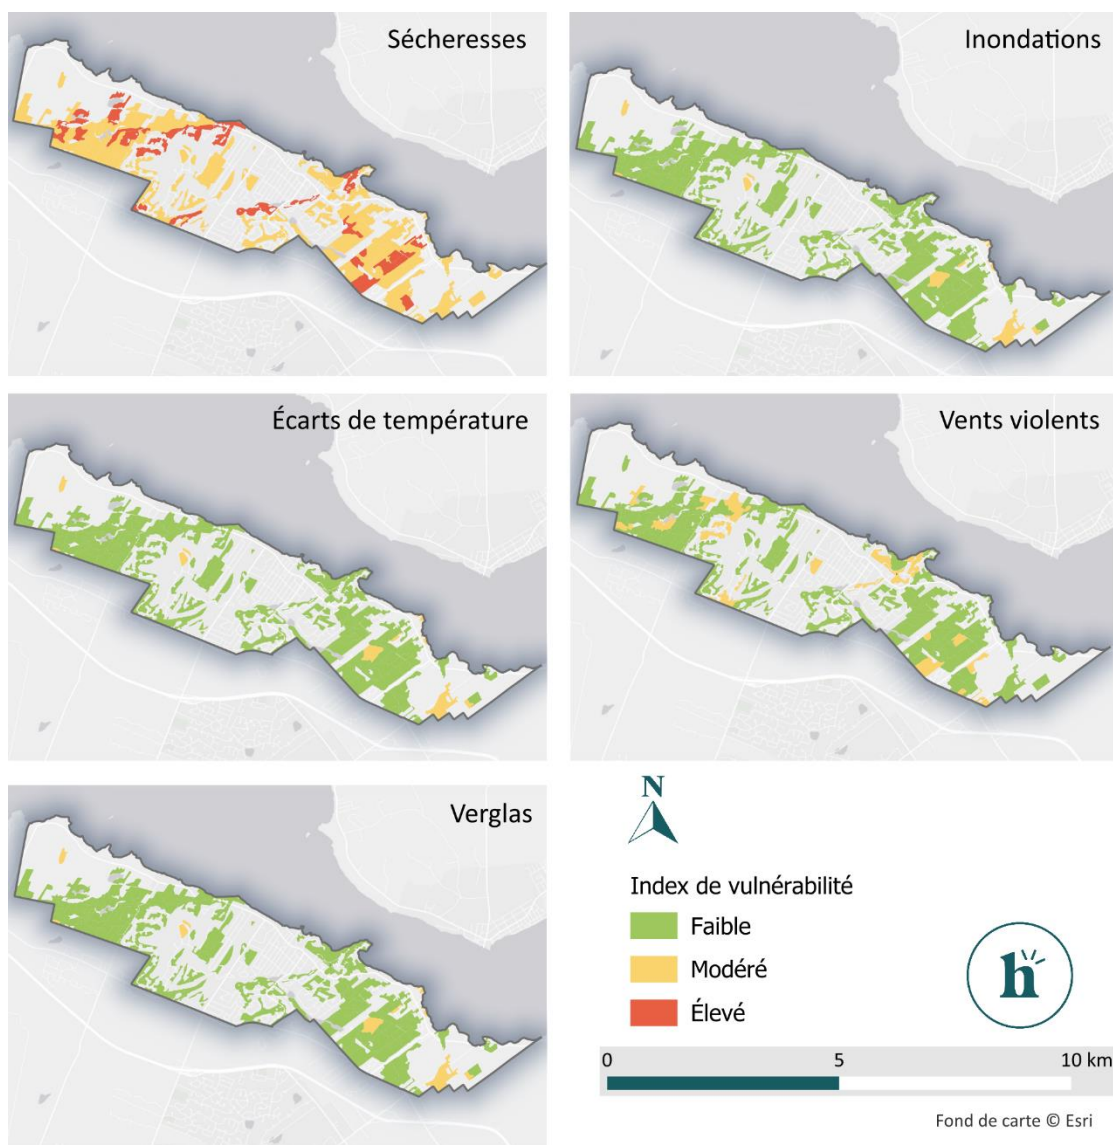 Sécheresses
Inondations
Écarts de température
Vents violents
Verglas
N
Index de vulnérabilité
Faible
Modéré
Élevé
h
0 5 10 km
Fond de carte © Esri